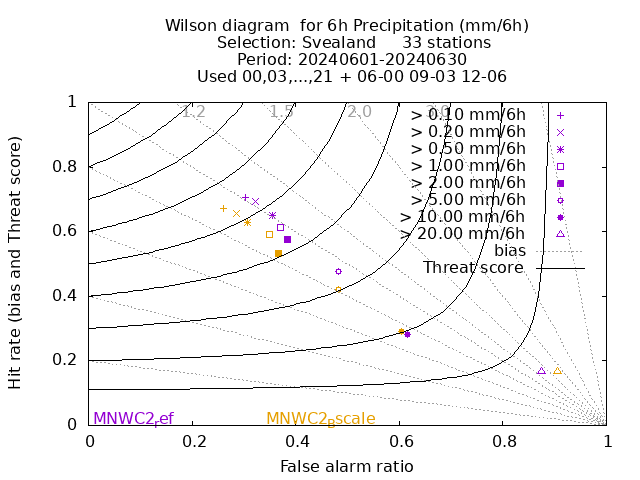 Wilson diagram  for 6h Precipitation (mm/6h)
Selection: Svealand     33 stations
Period: 20240601-20240630
Used 00,03,...,21 + 06-00 09-03 12-06
Hit rate (bias and Threat score)
1
0.8
0.6
0.4
0.2
0
1.2 1.5 2.0 3.0
> 0.10 mm/6h
> 0.20 mm/6h
> 0.50 mm/6h
> 1.00 mm/6h
> 2.00 mm/6h
> 5.00 mm/6h
> 10.00 mm/6h
> 20.00 mm/6h
bias
Threat score
MNWC2ref MNWC2Bscale
0 0.2 0.4 0.6 0.8 1
False alarm ratio